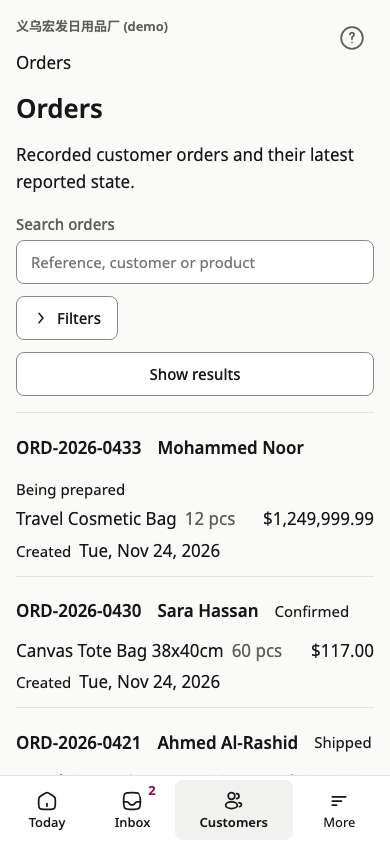 义乌宏发日用品厂 (demo)
Orders
Orders
Recorded customer orders and their latest
reported state.
Search orders
Reference, customer or product
Filters
Show results
ORD-2026-0433 Mohammed Noor
Being prepared
Travel Cosmetic Bag 12 pcs $1,249,999.99
Created Tue, Nov 24, 2026
ORD-2026-0430 Sara Hassan Confirmed
Canvas Tote Bag 38x40cm 60 pcs $117.00
Created Tue, Nov 24, 2026
ORD-2026-0421 Ahmed Al-Rashid Shipped
2
Today Inbox Customers More